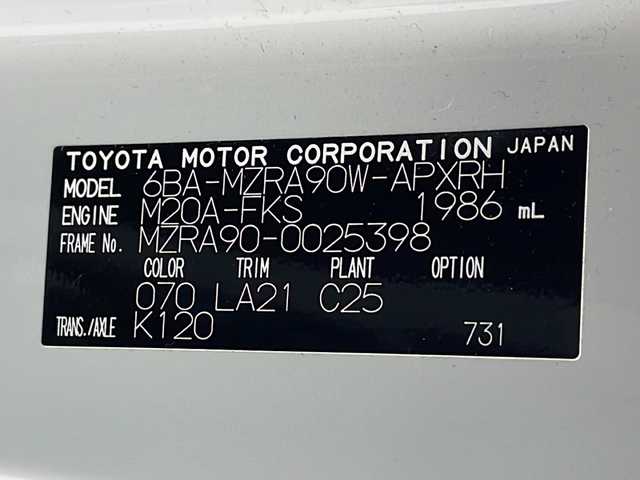 TOYOTA MOTOR CORPORATION JAPAN
MODEL 6BA-MZRA90W-APXRH
ENGINE M20A-FKS 1986 mL
FRAME No. MZRA90-0025398
COLOR TRIM PLANT OPTION
070 LA21 C25
TRANS./AXLE K120 731